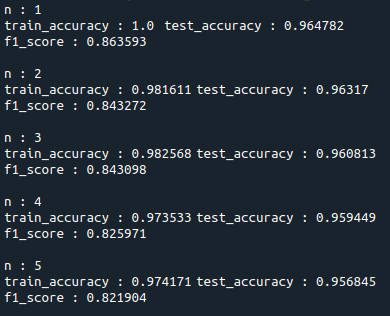 n : 1
train_accuracy : 1.0 test_accuracy : 0.964782
f1_score : 0.863593
n : 2
train_accuracy : 0.981611 test_accuracy : 0.96317
f1_score : 0.843272
n : 3
train_accuracy : 0.982568 test_accuracy : 0.960813
f1_score : 0.843098
n : 4
train_accuracy : 0.973533 test_accuracy : 0.959449
f1_score : 0.825971
n : 5
train_accuracy : 0.974171 test_accuracy : 0.956845
f1_score : 0.821904